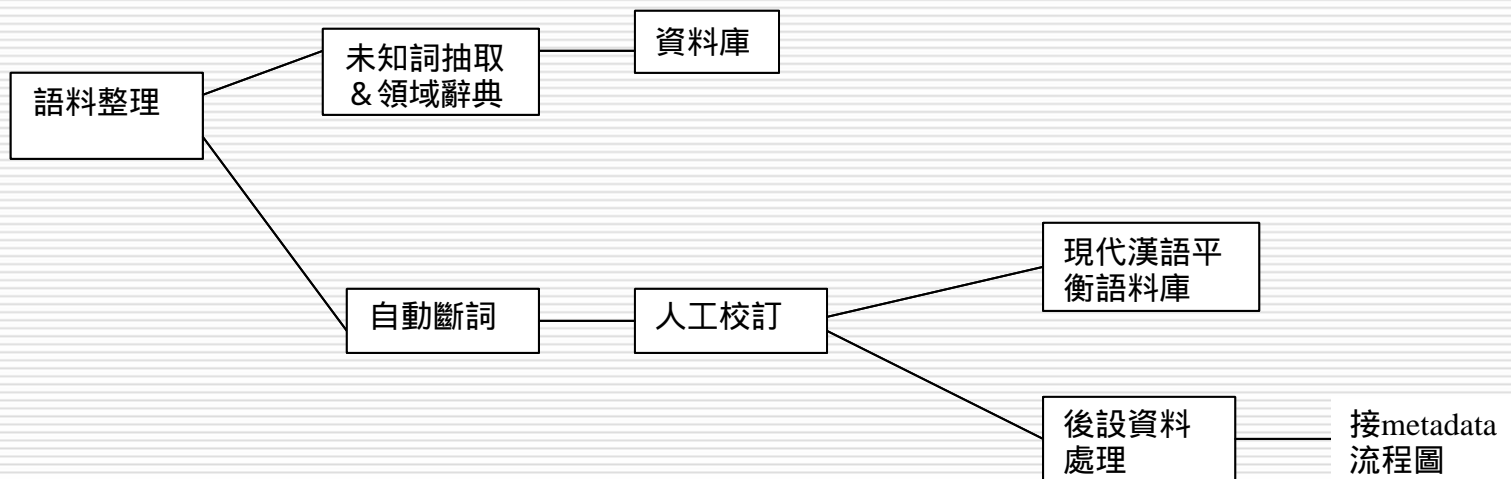 語料整理
未知詞抽取
＆領域辭典
資料庫
自動斷詞
人工校訂
現代漢語平
衡語料庫
後設資料
處理
接metadata
流程圖